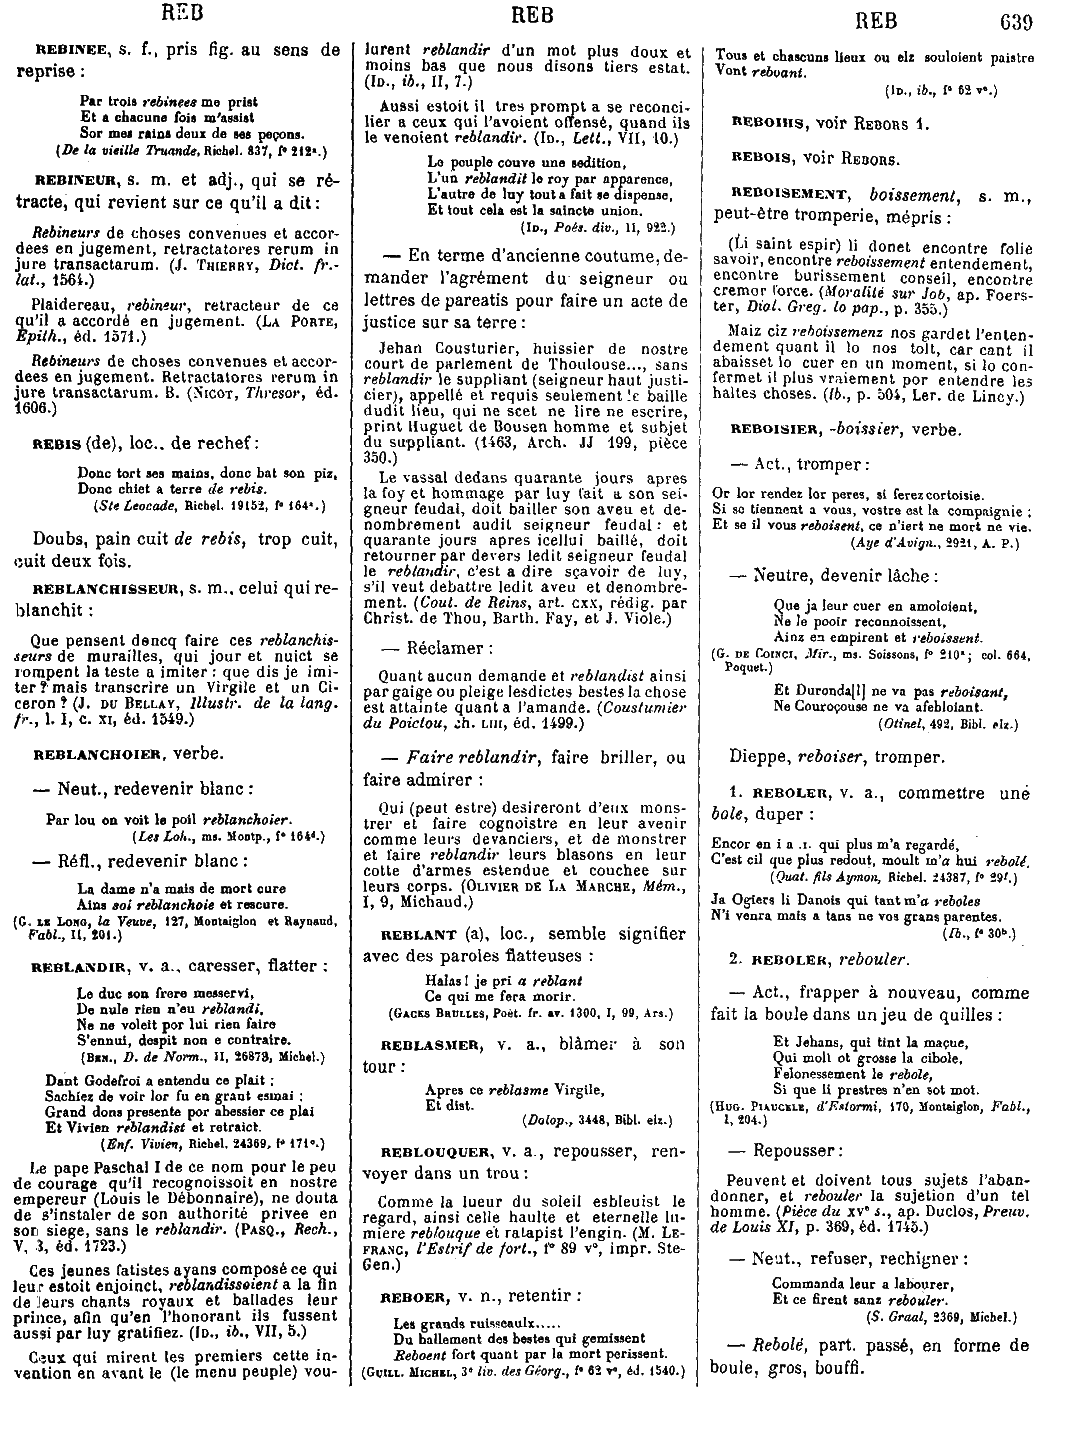 REB
REB
REB 639
REBINEE, s. f., pris fig. au sens de
reprise :
Par trois rebinees me prist
Et a chacune fois m'assist
Sor mes rains deux de ses peçons.
(De la vieille Truande, Richel. 837, f° 212ᵃ.)
REBINEUR, s. m. et adj., qui se ré-
tracte, qui revient sur ce qu'il a dit :
Rebineurs de choses convenues et accor-
dees en jugement, retractatores rerum in
jure transactarum. (J. THIERRY, Dict. fr.-
lat., 1564.)
Plaidereau, rebineur, retracteur de ce
qu'il a accordé en jugement. (LA PORTE,
Epith., éd. 1571.)
Rebineurs de choses convenues et accor-
dees en jugement. Retractatores rerum in
jure transactarum. B. (NICOT, Thresor, éd.
1606.)
REBIS (de), loc., de rechef :
Donc tort ses mains, donc bat son piz,
Donc chiet a terre de rebis.
(Ste Leocade, Richel. 19152, f° 164ᵃ.)
Doubs, pain cuit de rebis, trop cuit,
cuit deux fois.
REBLANCHISSEUR, s. m., celui qui re-
blanchit :
Que pensent doncq faire ces reblanchis-
seurs de murailles, qui jour et nuict se
rompent la teste a imiter : que dis je imi-
ter ? mais transcrire un Virgile et un Ci-
ceron ? (J. DU BELLAY, Illustr. de la lang.
fr., l. I, c. XI, éd. 1549.)
REBLANCHOIER, verbe.
— Neut., redevenir blanc :
Par lou on voit le poil reblanchoier.
(Les Loh., ms. Montp., f° 164ᵈ.)
— Réfl., redevenir blanc :
La dame n'a mais de mort cure
Ains soi reblanchoie et rescure.
(G. LE LONG, la Veuve, 127, Montaiglon et Raynaud,
Fabl., II, 201.)
REBLANDIR, v. a., caresser, flatter :
Le duc son frere messervi,
De nule rien n'eu reblandi,
Ne ne voleit por lui rien faire
S'ennui, despit non e contraire.
(BEN., D. de Norm., II, 26873, Michel.)
Dant Godefroi a entendu ce plait ;
Sachiez de voir lor fu en grant esmai ;
Grand dons presente por abessier ce plai
Et Vivien reblandist et retraict.
(Enf. Vivien, Richel. 24369, f° 171ᵉ.)
Le pape Paschal I de ce nom pour le peu
de courage qu'il recognoissoit en nostre
empereur (Louis le Débonnaire), ne douta
de s'instaler de son authorité privee en
son siege, sans le reblandir. (PASQ., Rech.,
V, 3, éd. 1723.)
Ces jeunes fatistes ayans composé ce qui
leur estoit enjoinct, reblandissoient a la fin
de leurs chants royaux et ballades leur
prince, afin qu'en l'honorant ils fussent
aussi par luy gratifiez. (ID., ib., VII, 5.)
Ceux qui mirent les premiers cette in-
vention en avant le (le menu peuple) vou-
lurent reblandir d'un mot plus doux et
moins bas que nous disons tiers estat.
(ID., ib., II, 7.)
Aussi estoit il tres prompt a se reconci-
lier a ceux qui l'avoient offensé, quand ils
le venoient reblandir. (ID., Lett., VII, 10.)
Le peuple couve une sedition,
L'un reblandit le roy par apparence,
L'autre de luy tout a fait se dispense,
Et tout cela est la saincte union.
(ID., Poés. div., II, 922.)
— En terme d'ancienne coutume, de-
mander l'agrément du seigneur ou
lettres de pareatis pour faire un acte de
justice sur sa terre :
Jehan Cousturier, huissier de nostre
court de parlement de Thoulouse..., sans
reblandir le suppliant (seigneur haut justi-
cier), appellé et requis seulement le baille
dudit lieu, qui ne scet ne lire ne escrire,
print Huguet de Bousen homme et subjet
du suppliant. (1463, Arch. JJ 199, pièce
350.)
Le vassal dedans quarante jours apres
la foy et hommage par luy fait a son sei-
gneur feudal, doit bailler son aveu et de-
nombrement audit seigneur feudal : et
quarante jours apres icellui baillé, doit
retourner par devers ledit seigneur feudal
le reblandir, c'est a dire sçavoir de luy,
s'il veut debattre ledit aveu et denombre-
ment. (Cout. de Reins, art. CXX, rédig. par
Christ. de Thou, Barth. Fay, et J. Viole.)
— Réclamer :
Quant aucun demande et reblandist ainsi
par gaige ou pleige lesdictes bestes la chose
est attainte quant a l'amande. (Coustumier
du Poictou, ch. LIII, éd. 1499.)
— Faire reblandir, faire briller, ou
faire admirer :
Qui (peut estre) desireront d'eux mons-
trer et faire cognoistre en leur avenir
comme leurs devanciers, et de monstrer
et faire reblandir leurs blasons en leur
cotte d'armes estendue et couchee sur
leurs corps. (OLIVIER DE LA MARCHE, Mém.,
I, 9, Michaud.)
REBLANT (a), loc., semble signifier
avec des paroles flatteuses :
Halas ! je pri a reblant
Ce qui me fera morir.
(GACES BRULLES, Poët. fr. av. 1300, I, 99, Ars.)
REBLASMER, v. a., blâmer à son
tour :
Apres ce reblasme Virgile,
Et dist.
(Dolop., 3448, Bibl. elz.)
REBLOUQUER, v. a., repousser, ren-
voyer dans un trou :
Comme la lueur du soleil esbleuist le
regard, ainsi celle haulte et eternelle lu-
miere reblouque et ratapist l'engin. (M. LE-
FRANC, l'Estrif de fort., f° 89 v°, impr. Ste-
Gen.)
REBOER, v. n., retentir :
Les grands ruisseaulx.....
Du ballement des bestes qui gemissent
Reboent fort quant par la mort perissent.
(GUILL. MICHEL, 3ᵉ liv. des Géorg., f° 62 v°, éd. 1540.)
Tous et chascuns lieux ou elz souloient paistre
Vont rebuant.
(ID., ib., f° 62 v°.)
REBOIHS, voir REBORS 1.
REBOIS, voir REBORS.
REBOISEMENT, boissement, s. m.,
peut-être tromperie, mépris :
(Li saint espir) li donet encontre folie
savoir, encontre reboissement entendement,
encontre burissement conseil, encontre
cremor force. (Moralité sur Job, ap. Foers-
ter, Dial. Greg. lo pap., p. 355.)
Maiz ciz reboissemenz nos gardet l'enten-
dement quant il lo nos tolt, car cant il
abaisset lo cuer en un moment, si lo con-
fermet il plus vraiement por entendre les
haltes choses. (Ib., p. 504, Ler. de Lincy.)
REBOISIER, -boissier, verbe.
— Act., tromper :
Or lor rendez lor peres, si ferez cortoisie.
Si so tiennent a vous, vostre est la compaignie ;
Et se il vous reboisent, ce n'iert ne mort ne vie.
(Aye d'Avign., 2921, A. P.)
— Neutre, devenir lâche :
Que ja leur cuer en amoloient,
Ne le pooir reconnoissent,
Ainz en empirent et reboissent.
(G. DE COINCI, Mir., ms. Soissons, f° 210ᵃ ; col. 664,
Poquet.)
Et Duronda[l] ne va pas reboisant,
Ne Couroçouse ne va afebloiant.
(Otinel, 492, Bibl. elz.)
Dieppe, reboiser, tromper.
1. REBOLER, v. a., commettre une
bole, duper :
Encor en i a .I. qui plus m'a regardé,
C'est cil que plus redout, moult m'a hui rebolé.
(Quat. fils Aymon, Richel. 24387, f° 29ᶠ.)
Ja Ogiers li Danois qui tant m'a reboles
N'i venra mais a tans ne vos grans parentes.
(Ib., f° 30ᵇ.)
2. REBOLER, rebouler.
— Act., frapper à nouveau, comme
fait la boule dans un jeu de quilles :
Et Jehans, qui tint la maçue,
Qui molt ot grosse la cibole,
Felonessement le rebole,
Si que li prestres n'en sot mot.
(HUG. PIAUCELE, d'Estormi, 170, Montaiglon, Fabl.,
I, 204.)
— Repousser :
Peuvent et doivent tous sujets l'aban-
donner, et rebouler la sujetion d'un tel
homme. (Pièce du XVᵉ s., ap. Duclos, Preuv.
de Louis XI, p. 369, éd. 1745.)
— Neut., refuser, rechigner :
Commanda leur a labourer,
Et ce firent sanz rebouler.
(S. Graal, 2369, Michel.)
— Rebolé, part. passé, en forme de
boule, gros, bouffi.